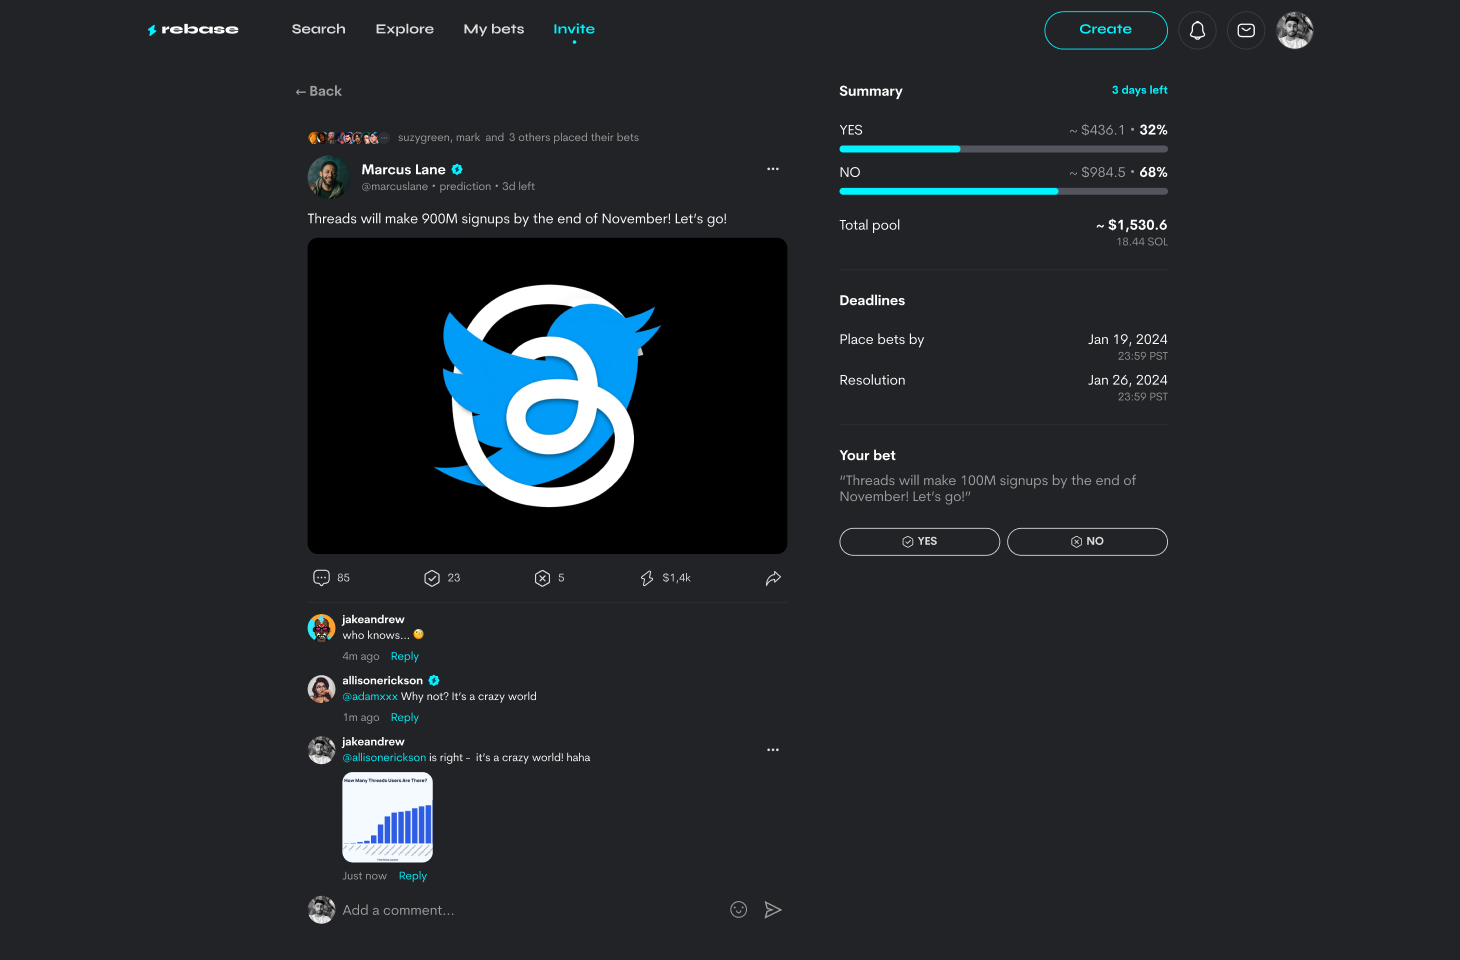 rebase
Search
Explore
My bets
Invite
Create
← Back
suzygreen, mark and 3 others placed their bets
Marcus Lane
@marcuslane • prediction • 3d left
Threads will make 900M signups by the end of November! Let's go!
85
23
5
$1,4k
jakeandrew
who knows...
4m ago Reply
allisonerickson
@adamxxx Why not? It's a crazy world
1m ago Reply
jakeandrew
@allisonerickson is right - it's a crazy world! haha
How Many Threads Users Are There?
Just now Reply
Add a comment...
Summary
3 days left
YES
~ $436.1 • 32%
NO
~ $984.5 • 68%
Total pool
~ $1,530.6
18.44 SOL
Deadlines
Place bets by
Jan 19, 2024
23:59 PST
Resolution
Jan 26, 2024
23:59 PST
Your bet
“Threads will make 100M signups by the end of
November! Let's go!”
YES
NO